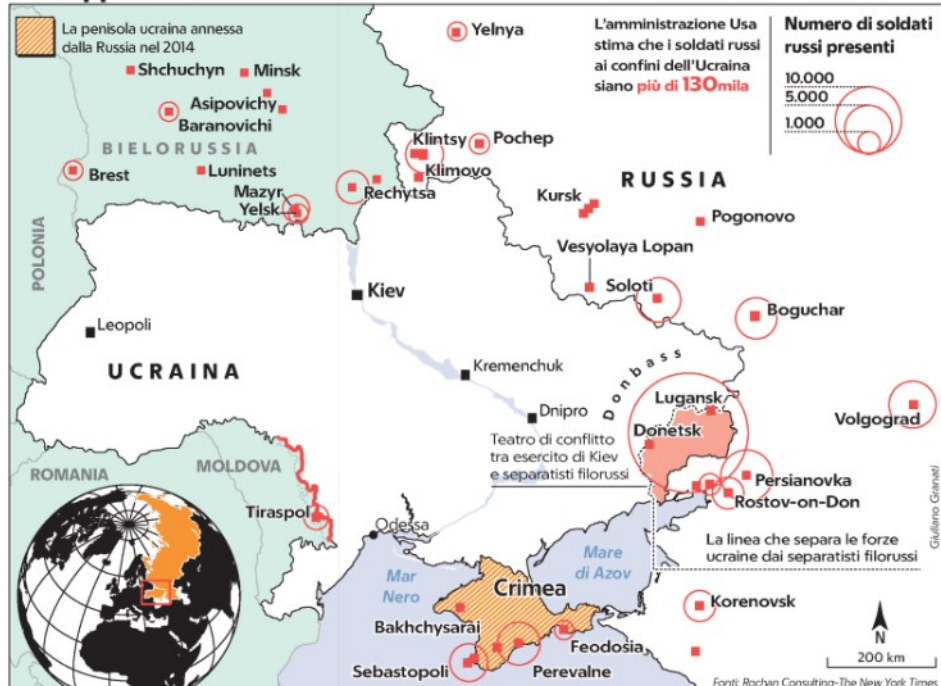 La penisola ucraina annessa
dalla Russia nel 2014
L'amministrazione Usa
stima che i soldati russi
ai confini dell'Ucraina
siano più di 130mila
Numero di soldati
russi presenti
10.000
5.000
1.000
Yelnya
Shchuchyn
Minsk
Asipovichy
Baranovichi
BIELORUSSIA
Brest
Luninets
Mazyr
Yelsk
Rechytsa
Klintsy
Pochep
Klimovo
RUSSIA
Kursk
Pogonovo
Vesyolaya Lopan
Soloti
Boguchar
POLONIA
Kiev
Leopoli
UCRAINA
Kremenchuk
Dnipro
Donbass
Lugansk
Donetsk
Volgograd
Teatro di conflitto
tra esercito di Kiev
e separatisti filorussi
Persianovka
Rostov-on-Don
ROMANIA
MOLDOVA
Tiraspol
Odessa
La linea che separa le forze
ucraine dai separatisti filorussi
Giuliano Granati
Mar
Nero
Mare
di Azov
Crimea
Bakhchysarai
Sebastopoli
Perevalne
Feodosia
Korenovsk
N
200 km
Fonti: Rochan Consulting-The New York Times